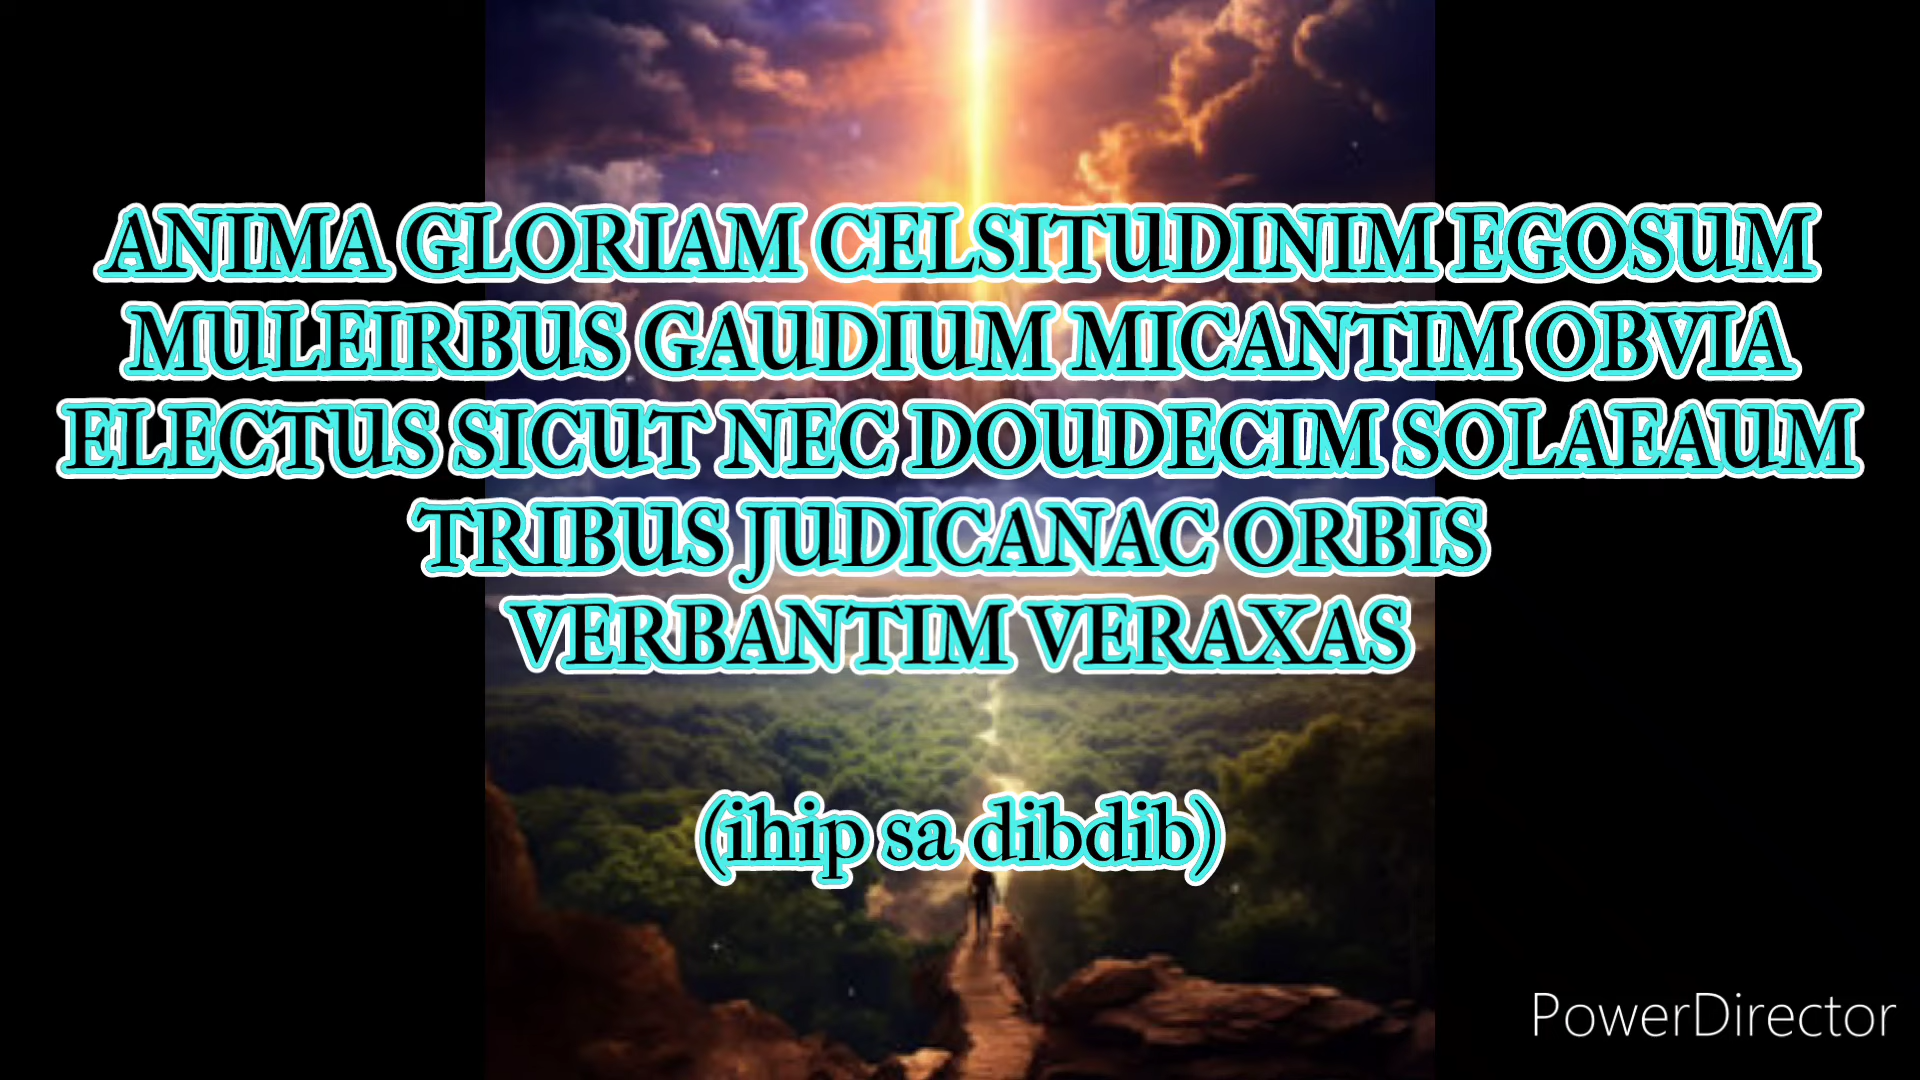 ANIMA GLORIAM CELSITUDINIM EGOSUM
MULEIRBUS GAUDIUM MICANTIM OBVIA
ELECTUS SICUT NEC DOUDECIM SOLAEAUM
TRIBUS JUDICANAC ORBIS
VERBANTIM VERAXAS
(ihip sa dibdib)
PowerDirector